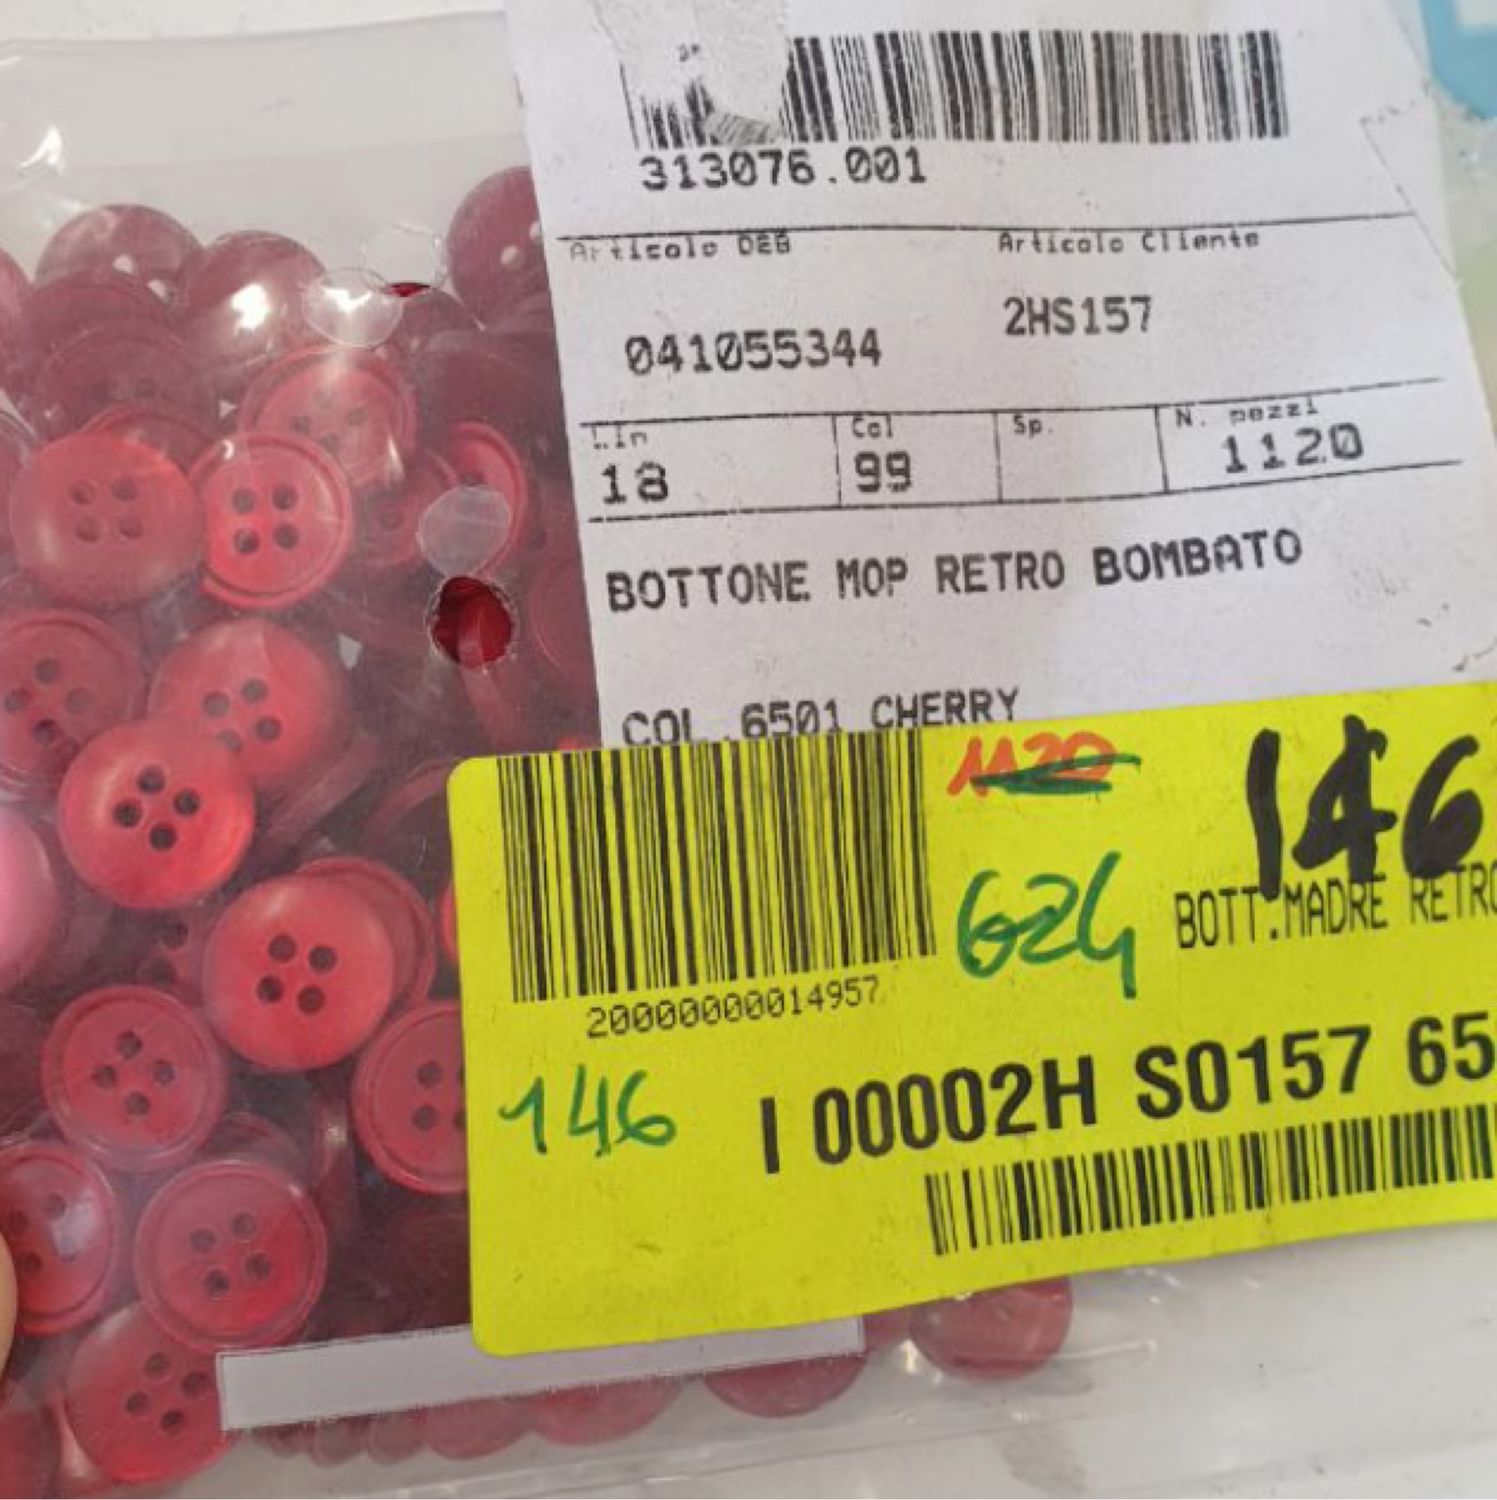 313076.001
Articolo DEB Articolo Cliente
041055344 2HS157
Lin Col Sp. N. pezzi
18 99 1120
BOTTONE MOP RETRO BOMBATO
COL 6501 CHERRY
1120 146
624 BOTT.MADRE RETRO
20000000014957
146 I 00002H S0157 65